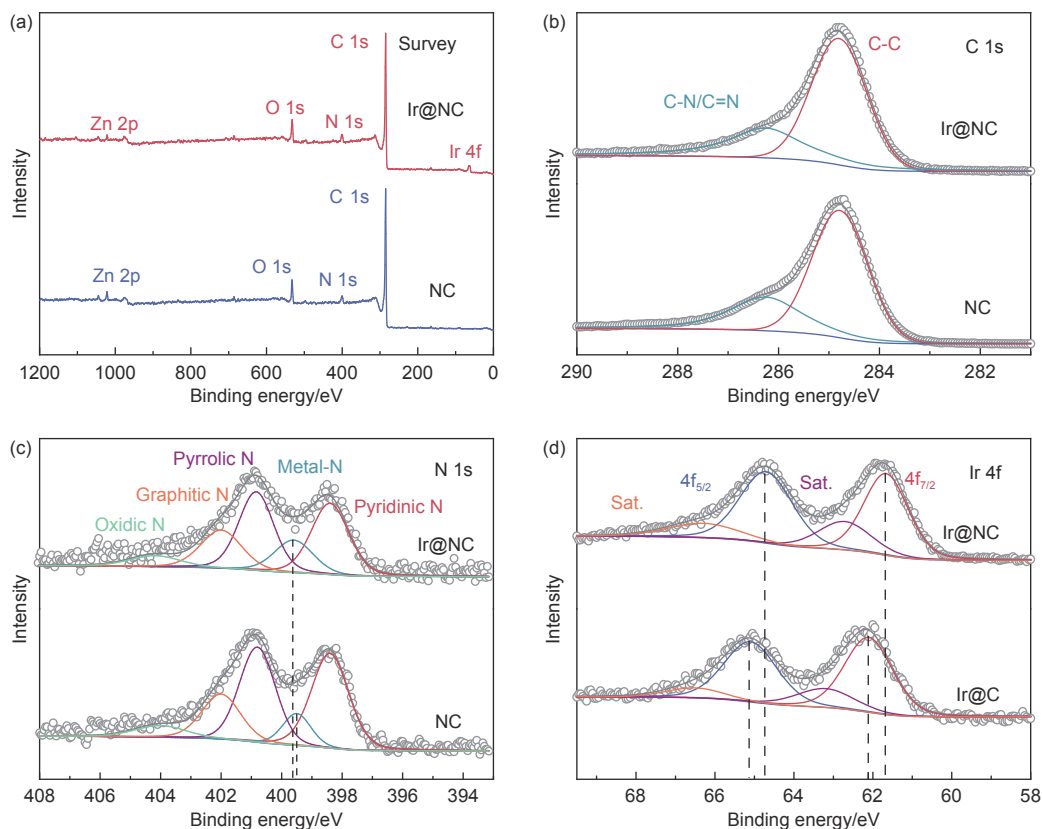 (a)
C 1s
Survey
Ir@NC
O 1s
N 1s
Zn 2p
Ir 4f
C 1s
O 1s
N 1s
Zn 2p
NC
Intensity
1200 1000 800 600 400 200 0
Binding energy/eV
(b)
C 1s
C-C
C-N/C=N
Ir@NC
NC
Intensity
290 288 286 284 282
Binding energy/eV
(c)
Pyrrolic N
N 1s
Metal-N
Graphitic N
Pyridinic N
Oxidic N
Ir@NC
NC
Intensity
408 406 404 402 400 398 396 394
Binding energy/eV
(d)
Ir 4f
4f5/2
Sat.
4f7/2
Sat.
Ir@NC
Ir@C
Intensity
68 66 64 62 60 58
Binding energy/eV